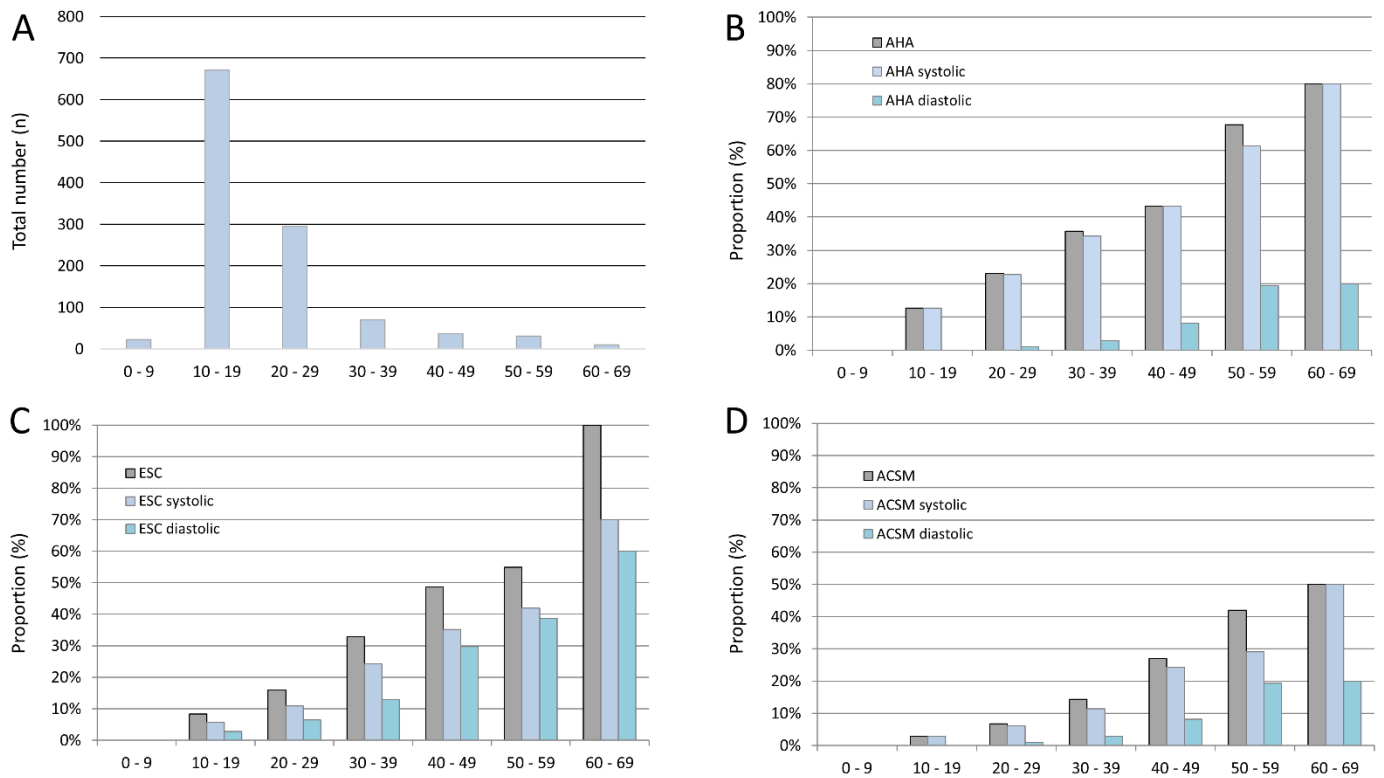 A
Total number (n)
800
700
600
500
400
300
200
100
0
0 - 9 10 - 19 20 - 29 30 - 39 40 - 49 50 - 59 60 - 69
B
Proportion (%)
100%
90%
80%
70%
60%
50%
40%
30%
20%
10%
0%
AHA
AHA systolic
AHA diastolic
0 - 9 10 - 19 20 - 29 30 - 39 40 - 49 50 - 59 60 - 69
C
Proportion (%)
100%
90%
80%
70%
60%
50%
40%
30%
20%
10%
0%
ESC
ESC systolic
ESC diastolic
0 - 9 10 - 19 20 - 29 30 - 39 40 - 49 50 - 59 60 - 69
D
Proportion (%)
100%
90%
80%
70%
60%
50%
40%
30%
20%
10%
0%
ACSM
ACSM systolic
ACSM diastolic
0 - 9 10 - 19 20 - 29 30 - 39 40 - 49 50 - 59 60 - 69